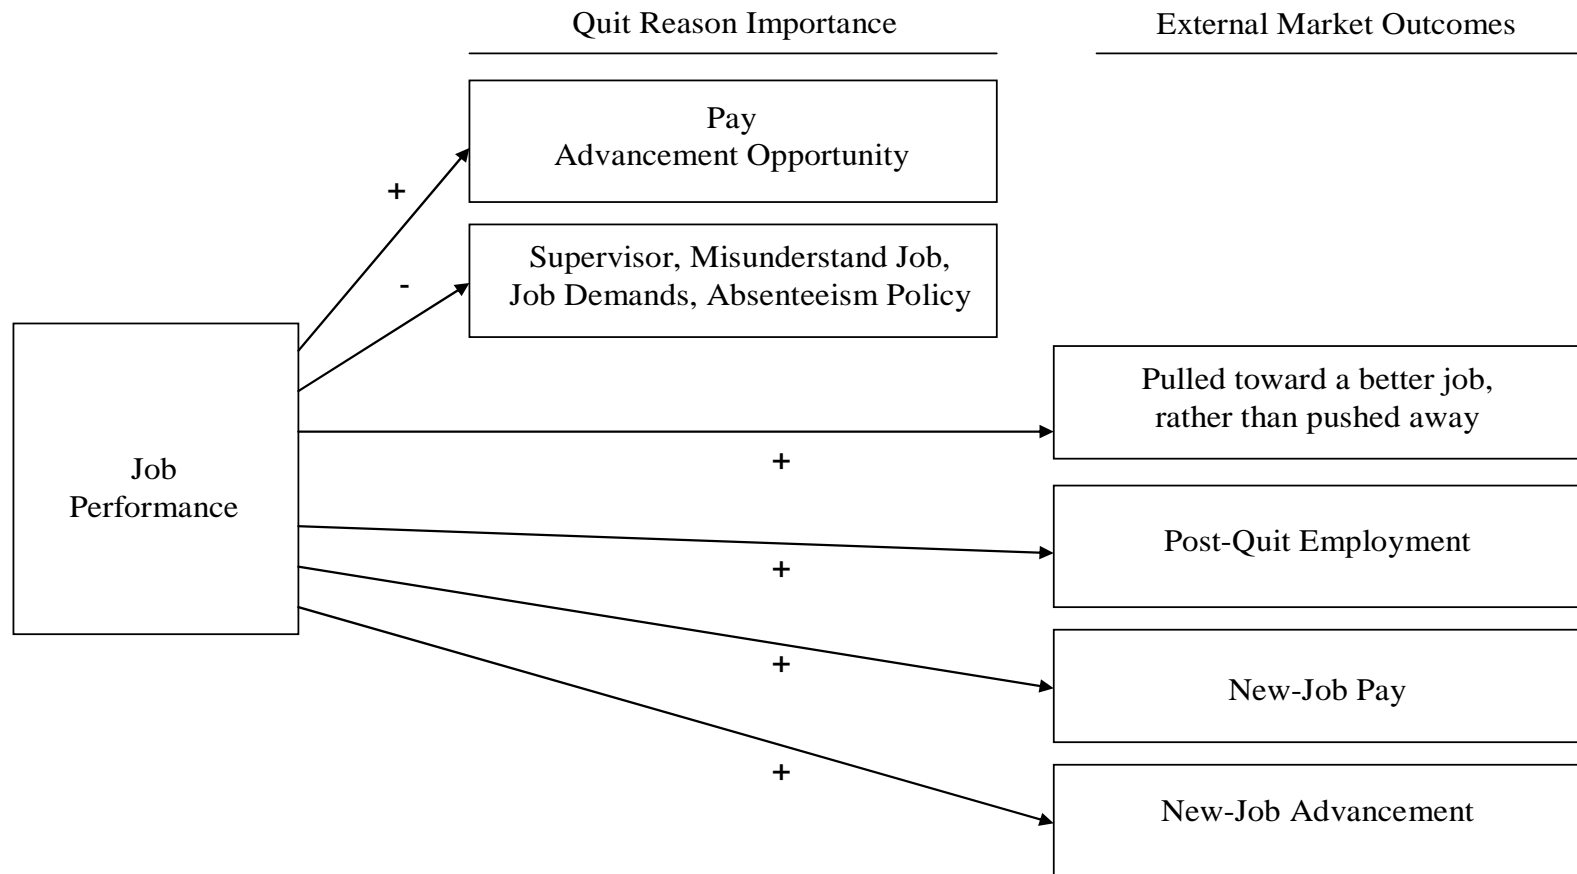 Quit Reason Importance
External Market Outcomes
Pay
Advancement Opportunity
+
Supervisor, Misunderstand Job,
Job Demands, Absenteeism Policy
-
Job
Performance
Pulled toward a better job,
rather than pushed away
+
Post-Quit Employment
+
New-Job Pay
+
New-Job Advancement
+